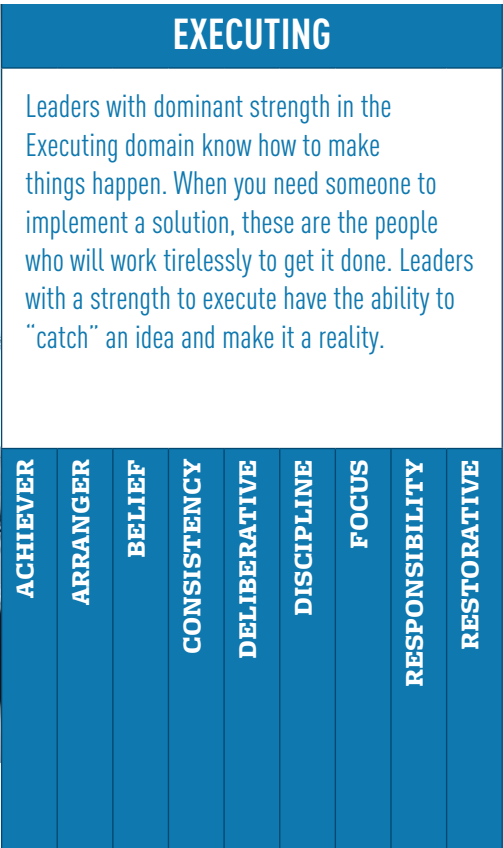 EXECUTING
Leaders with dominant strength in the
Executing domain know how to make
things happen. When you need someone to
implement a solution, these are the people
who will work tirelessly to get it done. Leaders
with a strength to execute have the ability to
“catch” an idea and make it a reality.
ACHIEVER
ARRANGER
BELIEF
CONSISTENCY
DELIBERATIVE
DISCIPLINE
FOCUS
RESPONSIBILITY
RESTORATIVE